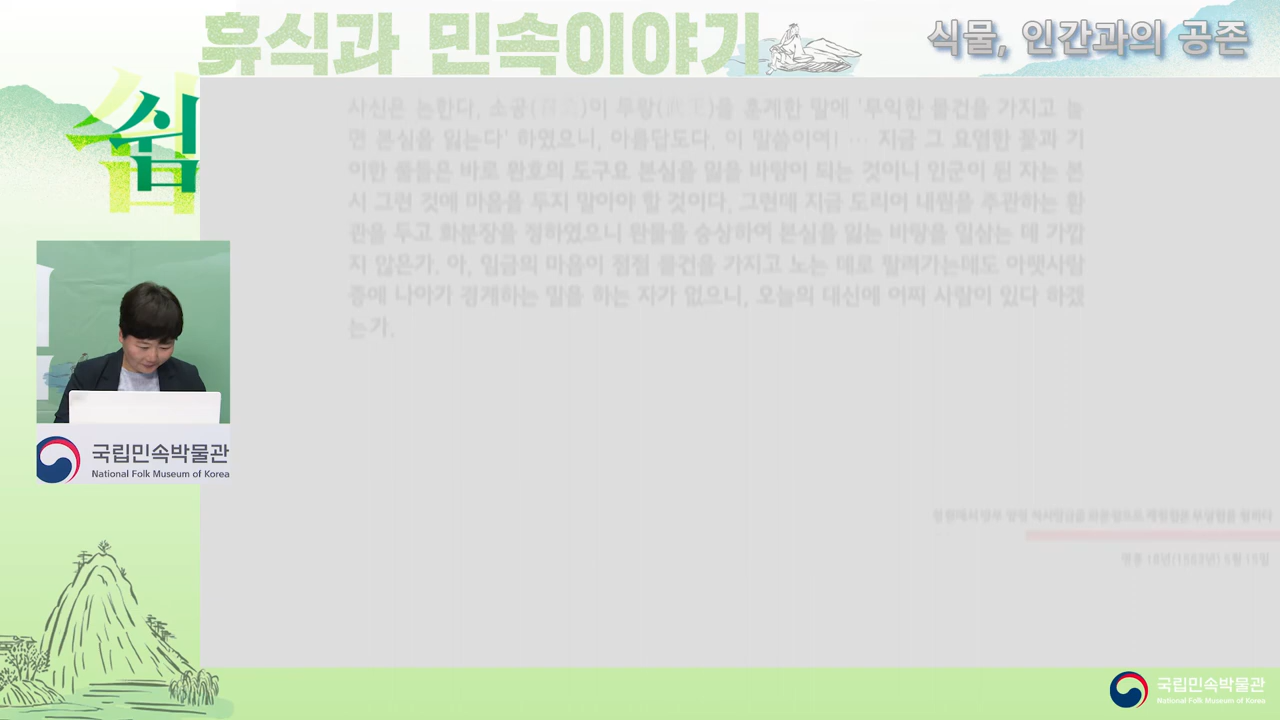 휴식과 민속이야기
식물, 인간과의 공존
쉼
사신은 논한다. 소공(召公)이 무왕(武王)을 훈계한 말에 '무익한 물건을 가지고 놀
면 본심을 잃는다' 하였으니, 아름답도다. 이 말씀이여! … 지금 그 요염한 꽃과 기
이한 풀들은 바로 완호의 도구요 본심을 잃을 바탕이 되는 것이니 인군이 된 자는 본
시 그런 것에 마음을 두지 말아야 할 것이다. 그런데 지금 도리어 내원을 주관하는 환
관을 두고 화분장을 정하였으니 완물을 숭상하여 본심을 잃는 바탕을 일삼는 데 가깝
지 않은가. 아, 임금의 마음이 점점 물건을 가지고 노는 데로 말려가는데도 아랫사람
중에 나아가 경계하는 말을 하는 자가 없으니, 오늘의 대신에 어찌 사람이 있다 하겠
는가.
국립민속박물관
National Folk Museum of Korea
국립민속박물관
National Folk Museum of Korea